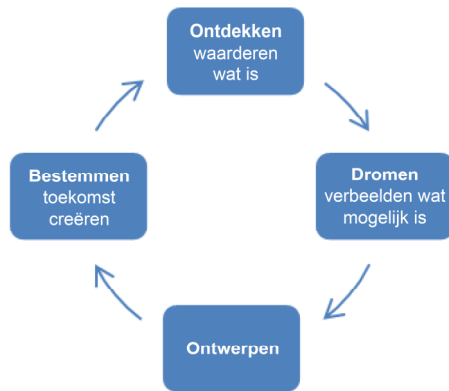 Ontdekken
waarderen
wat is
Dromen
verbeelden wat
mogelijk is
Ontwerpen
Bestemmen
toekomst
creëren